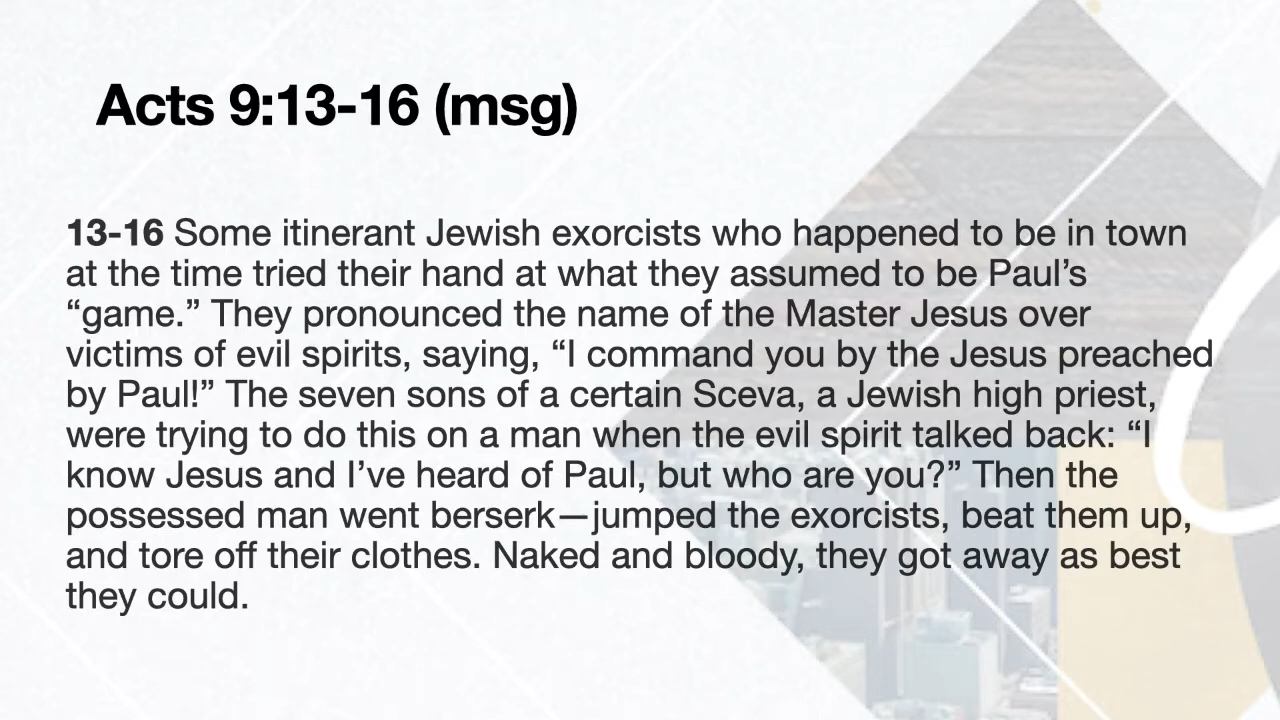 Acts 9:13-16 (msg)
13-16 Some itinerant Jewish exorcists who happened to be in town
at the time tried their hand at what they assumed to be Paul’s
“game.” They pronounced the name of the Master Jesus over
victims of evil spirits, saying, “I command you by the Jesus preached
by Paul!” The seven sons of a certain Sceva, a Jewish high priest,
were trying to do this on a man when the evil spirit talked back: “I
know Jesus and I’ve heard of Paul, but who are you?” Then the
possessed man went berserk—jumped the exorcists, beat them up,
and tore off their clothes. Naked and bloody, they got away as best
they could.